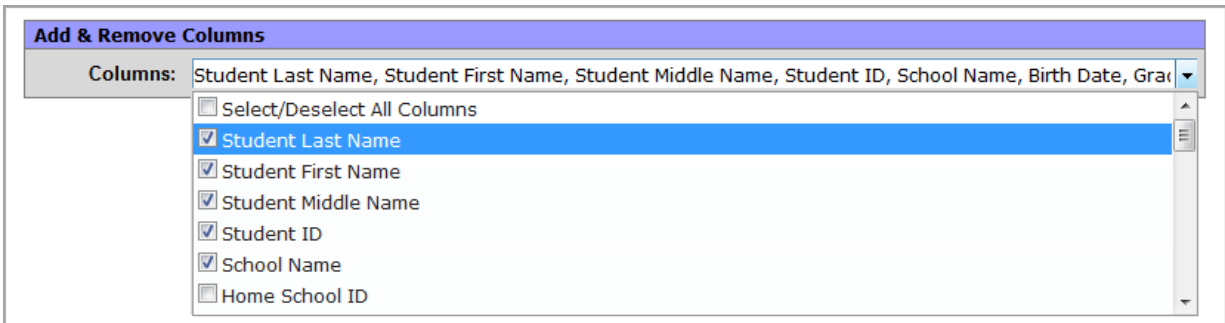 Add & Remove Columns
Columns: Student Last Name, Student First Name, Student Middle Name, Student ID, School Name, Birth Date,
Select/Deselect All Columns
Student Last Name
Student First Name
Student Middle Name
Student ID
School Name
Home School ID